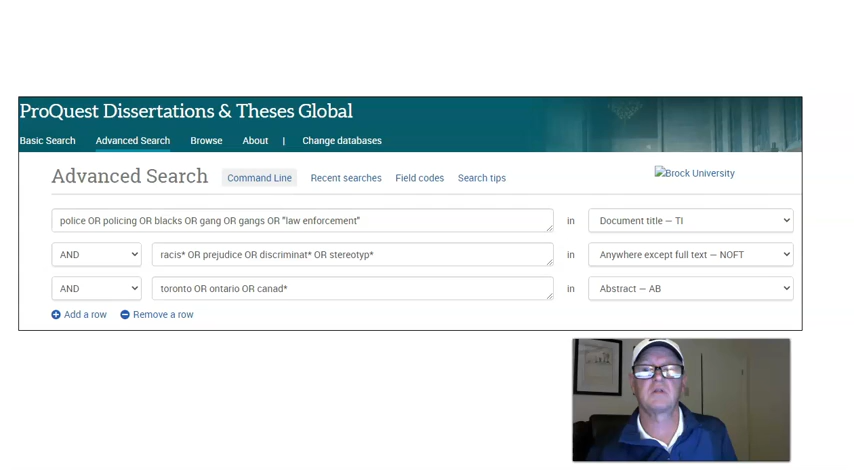 ProQuest Dissertations & Theses Global
Basic Search Advanced Search Browse About | Change databases
Advanced Search Command Line Recent searches Field codes Search tips Brock University
police OR policing OR blacks OR gang OR gangs OR "law enforcement" in Document title — TI
AND racis* OR prejudice OR discriminat* OR stereotyp* in Anywhere except full text — NOFT
AND toronto OR ontario OR canad* in Abstract — AB
Add a row Remove a row